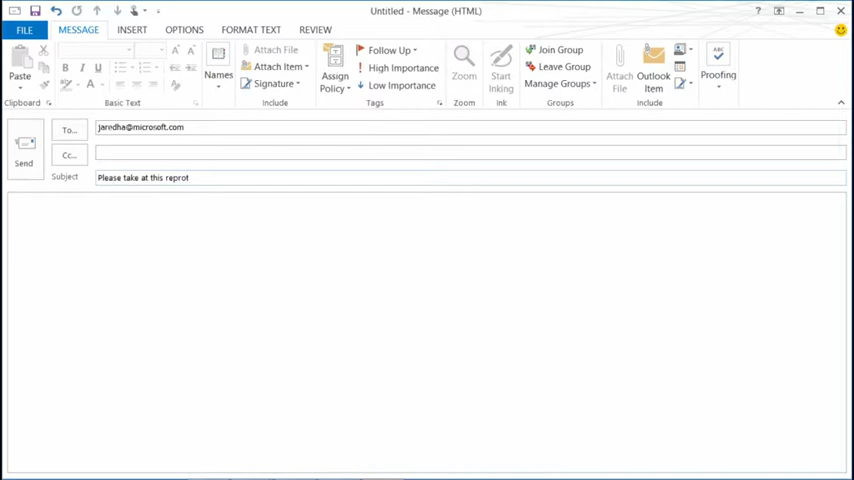 Untitled - Message (HTML)
?
FILE MESSAGE INSERT OPTIONS FORMAT TEXT REVIEW
Paste
B I U
A A
A
Clipboard
Basic Text
Names
Attach File
Attach Item
Signature
Include
Assign
Policy
Follow Up
High Importance
Low Importance
Tags
Zoom
Zoom
Start
Inking
Ink
Join Group
Leave Group
Manage Groups
Groups
Attach
File
Outlook
Item
Include
ABC
Proofing
Send
To... jaredha@microsoft.com
Cc...
Subject Please take at this reprot